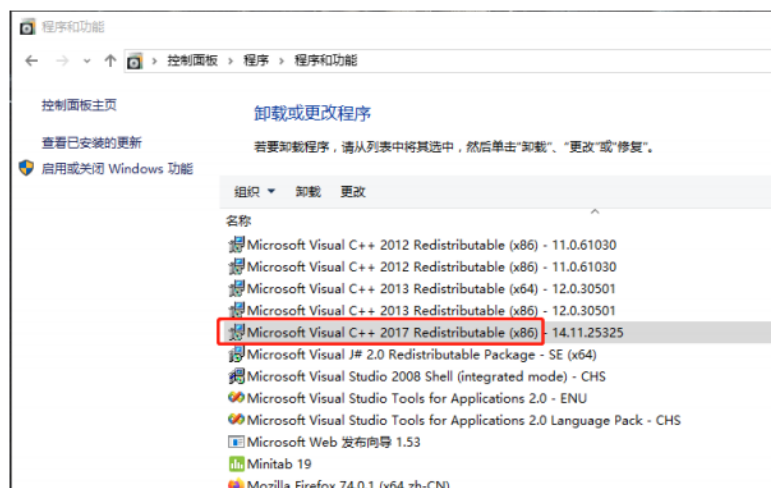 程序和功能
控制面板 › 程序 › 程序和功能
控制面板主页
查看已安装的更新
启用或关闭 Windows 功能
卸载或更改程序
若要卸载程序，请从列表中将其选中，然后单击"卸载"、"更改"或"修复"。
组织 卸载 更改
名称
Microsoft Visual C++ 2012 Redistributable (x86) - 11.0.61030
Microsoft Visual C++ 2012 Redistributable (x86) - 11.0.61030
Microsoft Visual C++ 2013 Redistributable (x64) - 12.0.30501
Microsoft Visual C++ 2013 Redistributable (x86) - 12.0.30501
Microsoft Visual C++ 2017 Redistributable (x86) - 14.11.25325
Microsoft Visual J# 2.0 Redistributable Package - SE (x64)
Microsoft Visual Studio 2008 Shell (integrated mode) - CHS
Microsoft Visual Studio Tools for Applications 2.0 - ENU
Microsoft Visual Studio Tools for Applications 2.0 Language Pack - CHS
Microsoft Web 发布向导 1.53
Minitab 19
Mozilla Firefox 74.0.1 (x64 zh-CN)